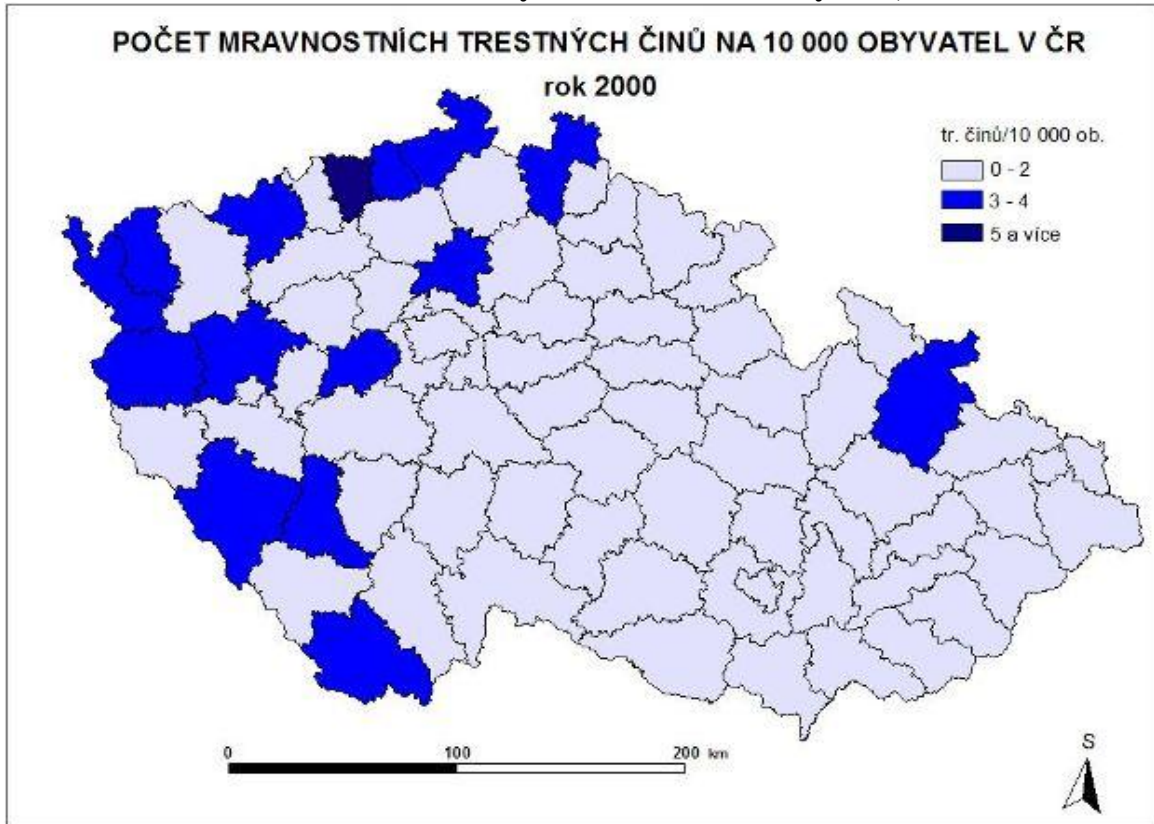 POČET MRAVNOSTNÍCH TRESTNÝCH ČINŮ NA 10 000 OBYVATEL V ČR
rok 2000
tr. činů/10 000 ob.
0 - 2
3 - 4
5 a více
0 100 200 km
S